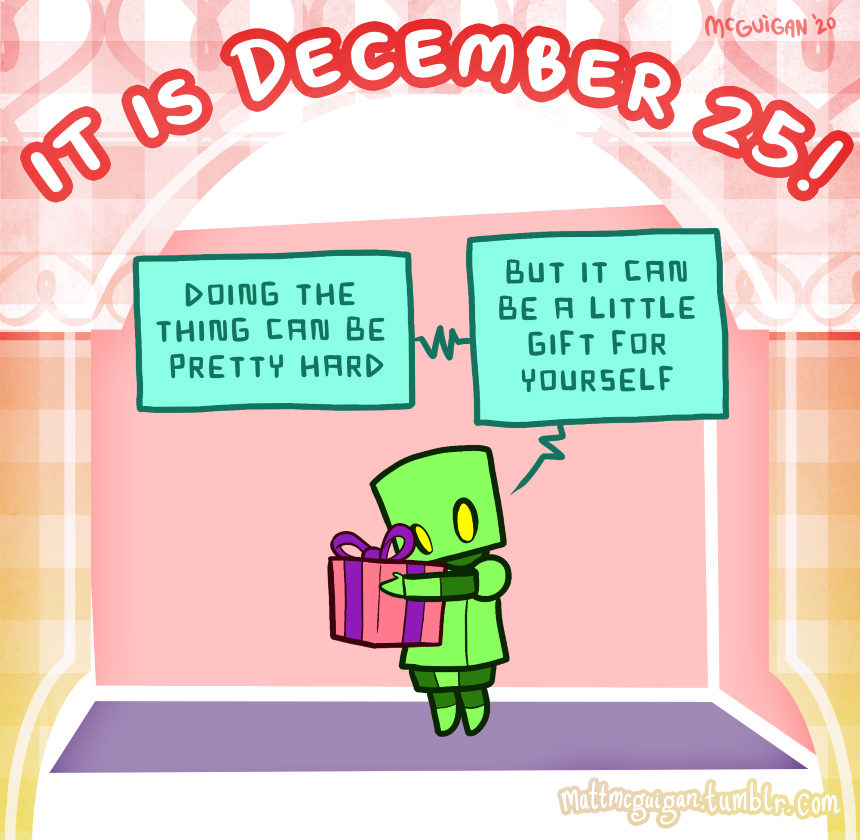 McGUiGAN '20
IT IS DECEMBER 25!
DOING THE
THING CAN BE
PRETTY HARD
BUT IT CAN
BE A LITTLE
GIFT FOR
YOURSELF
mattmcguigan.tumblr.com